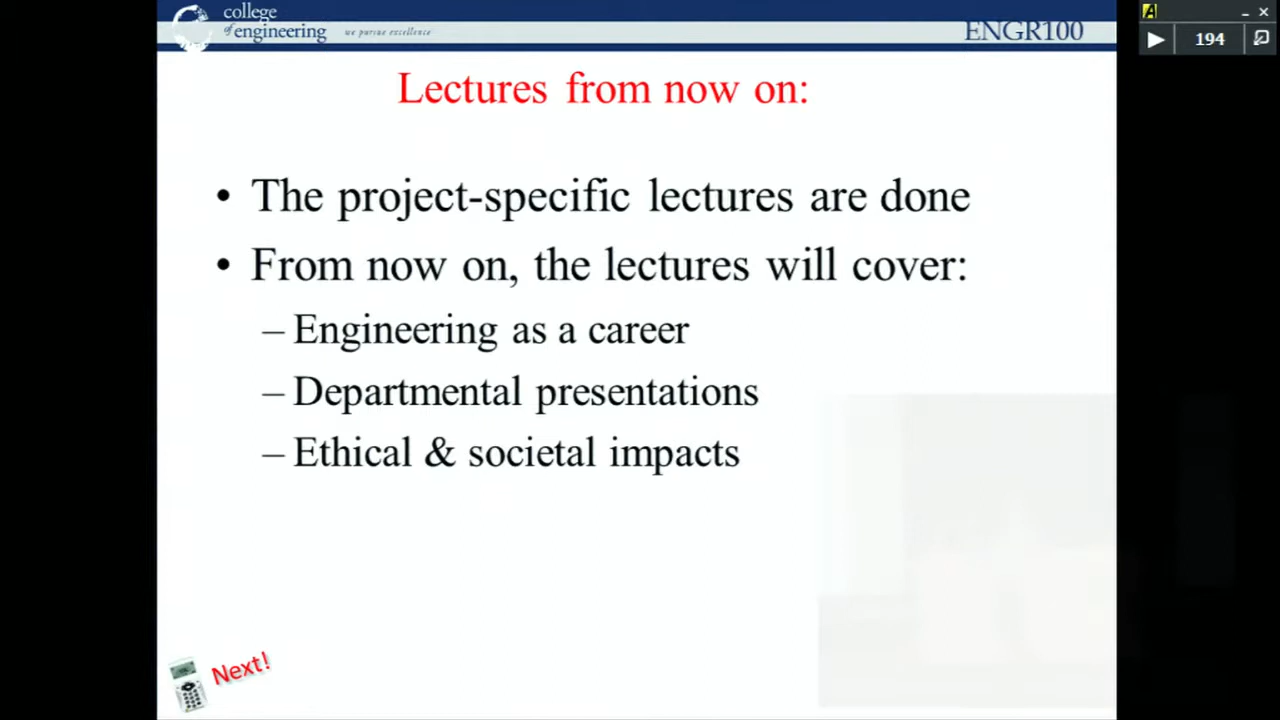 college
of engineering we pursue excellence
ENGR100
194
Lectures from now on:
• The project-specific lectures are done
• From now on, the lectures will cover:
– Engineering as a career
– Departmental presentations
– Ethical & societal impacts
Next!